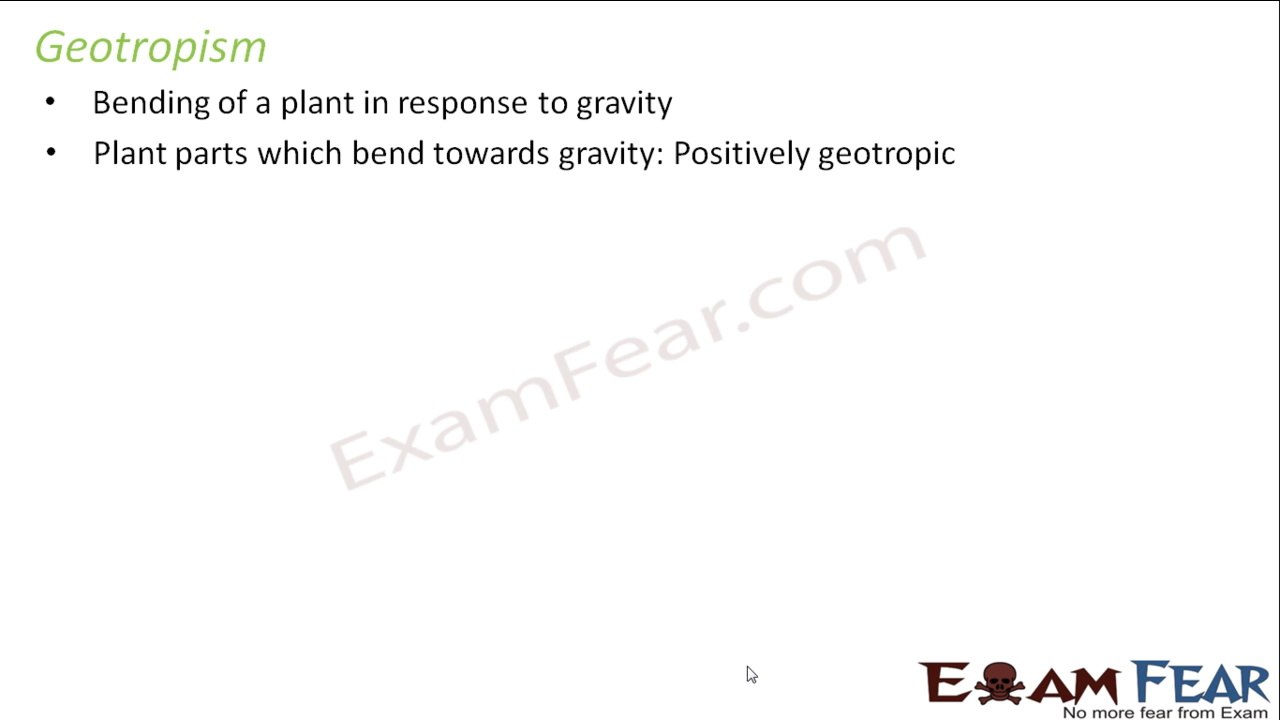 Geotropism
• Bending of a plant in response to gravity
• Plant parts which bend towards gravity: Positively geotropic
ExamFear.com
EXAM FEAR
No more fear from Exam